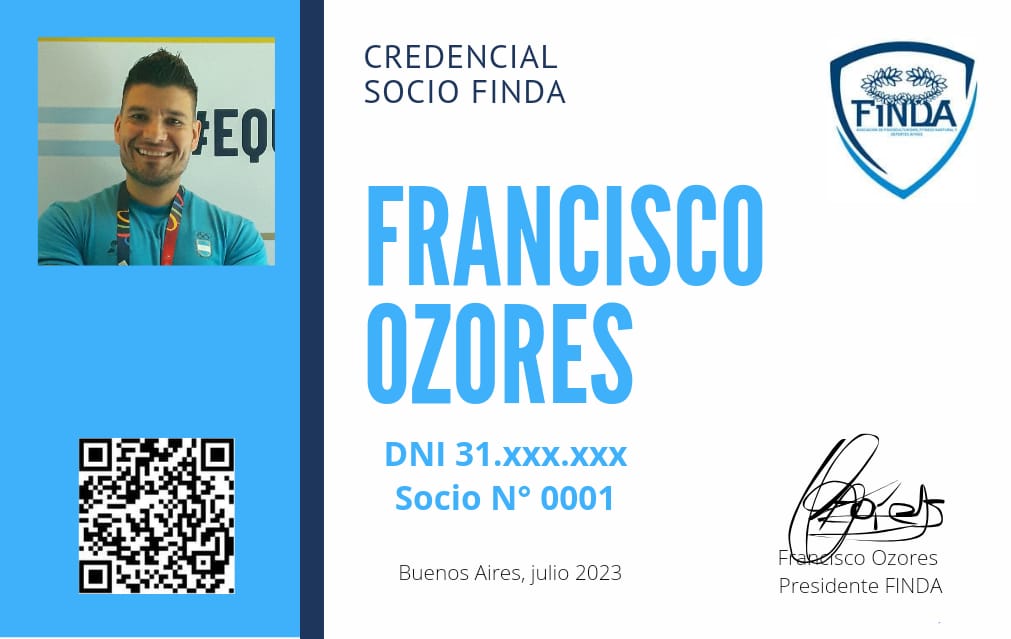 #EQU
CREDENCIAL
SOCIO FINDA
FINDA
FRANCISCO
OZORES
DNI 31.xxx.xxx
Socio N° 0001
Buenos Aires, julio 2023
Francisco Ozores
Presidente FINDA